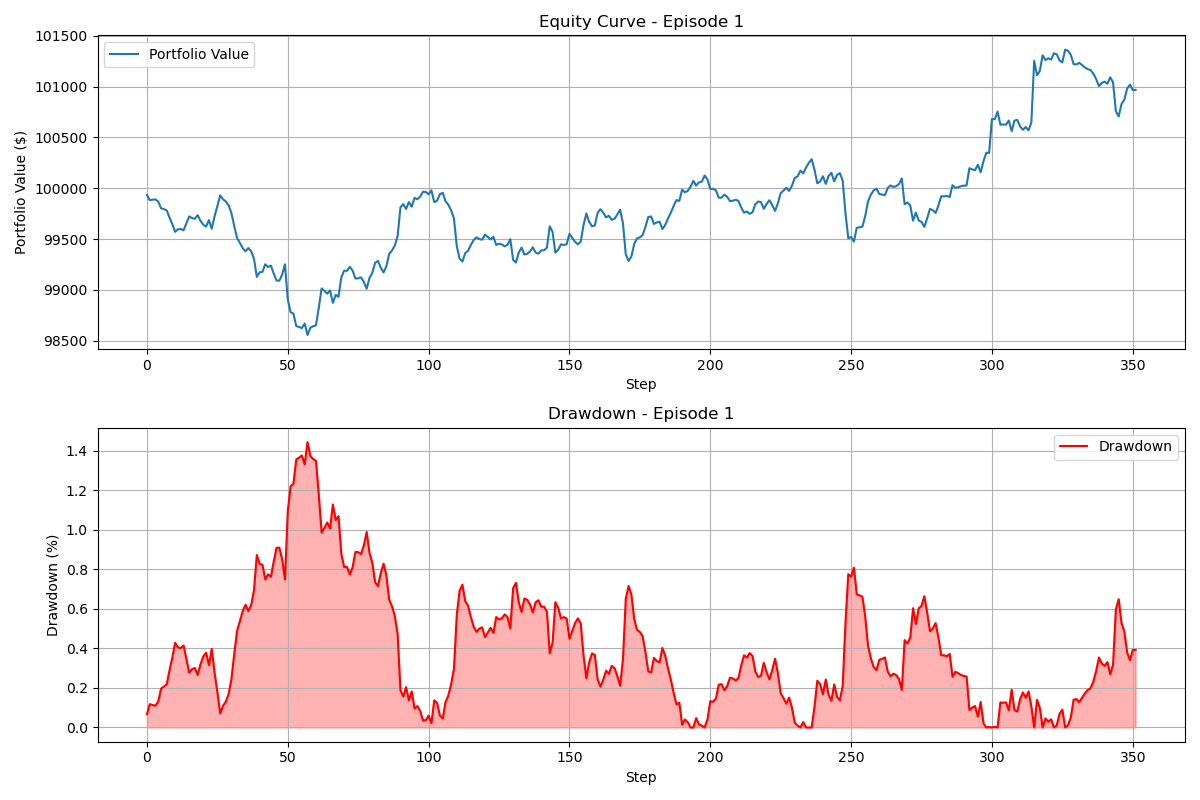 Equity Curve - Episode 1
Portfolio Value
Portfolio Value ($)
101500
101000
100500
100000
99500
99000
98500
0 50 100 150 200 250 300 350
Step
Drawdown - Episode 1
Drawdown
Drawdown (%)
1.4
1.2
1.0
0.8
0.6
0.4
0.2
0.0
0 50 100 150 200 250 300 350
Step